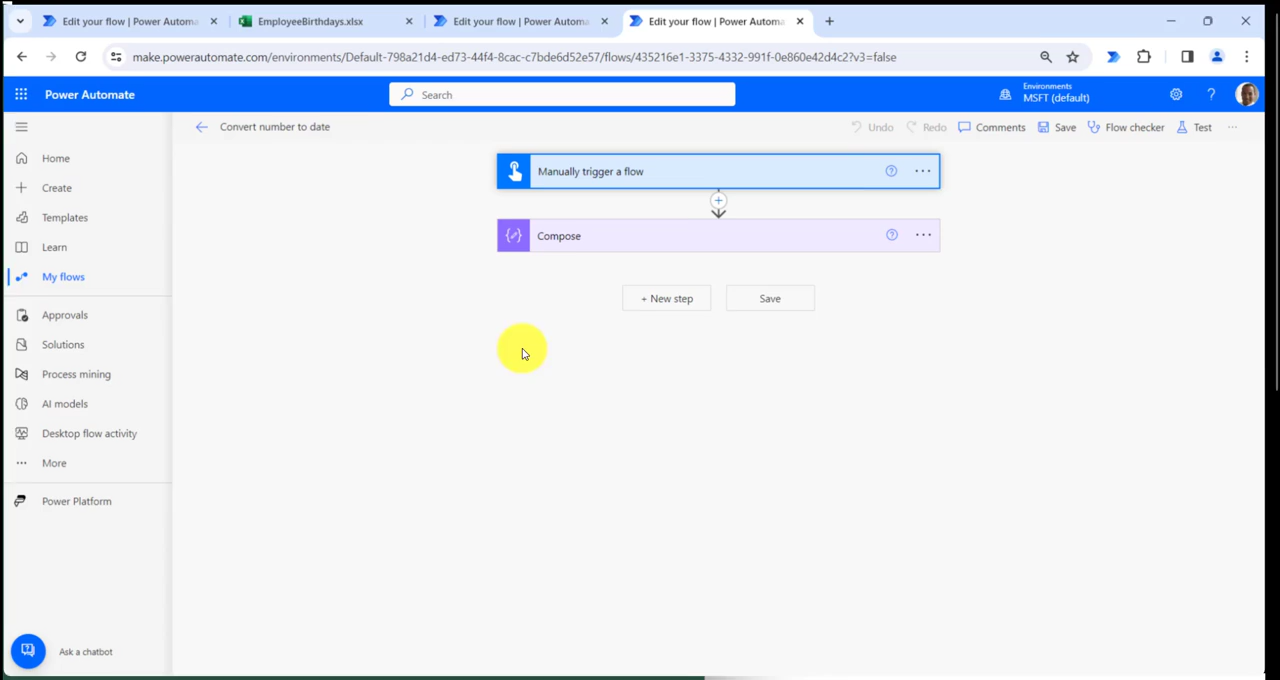 Edit your flow | Power Automa
EmployeeBirthdays.xlsx
Edit your flow | Power Automa
Edit your flow | Power Automa
make.powerautomate.com/environments/Default-798a21d4-ed73-44f4-8cac-c7bde6d52e57/flows/435216e1-3375-4332-991f-0e860e42d4c2?v3=false
Power Automate
Search
Environments
MSFT (default)
Convert number to date
Undo
Redo
Comments
Save
Flow checker
Test
Home
Create
Templates
Learn
My flows
Approvals
Solutions
Process mining
AI models
Desktop flow activity
More
Power Platform
Ask a chatbot
Manually trigger a flow
Compose
+ New step
Save